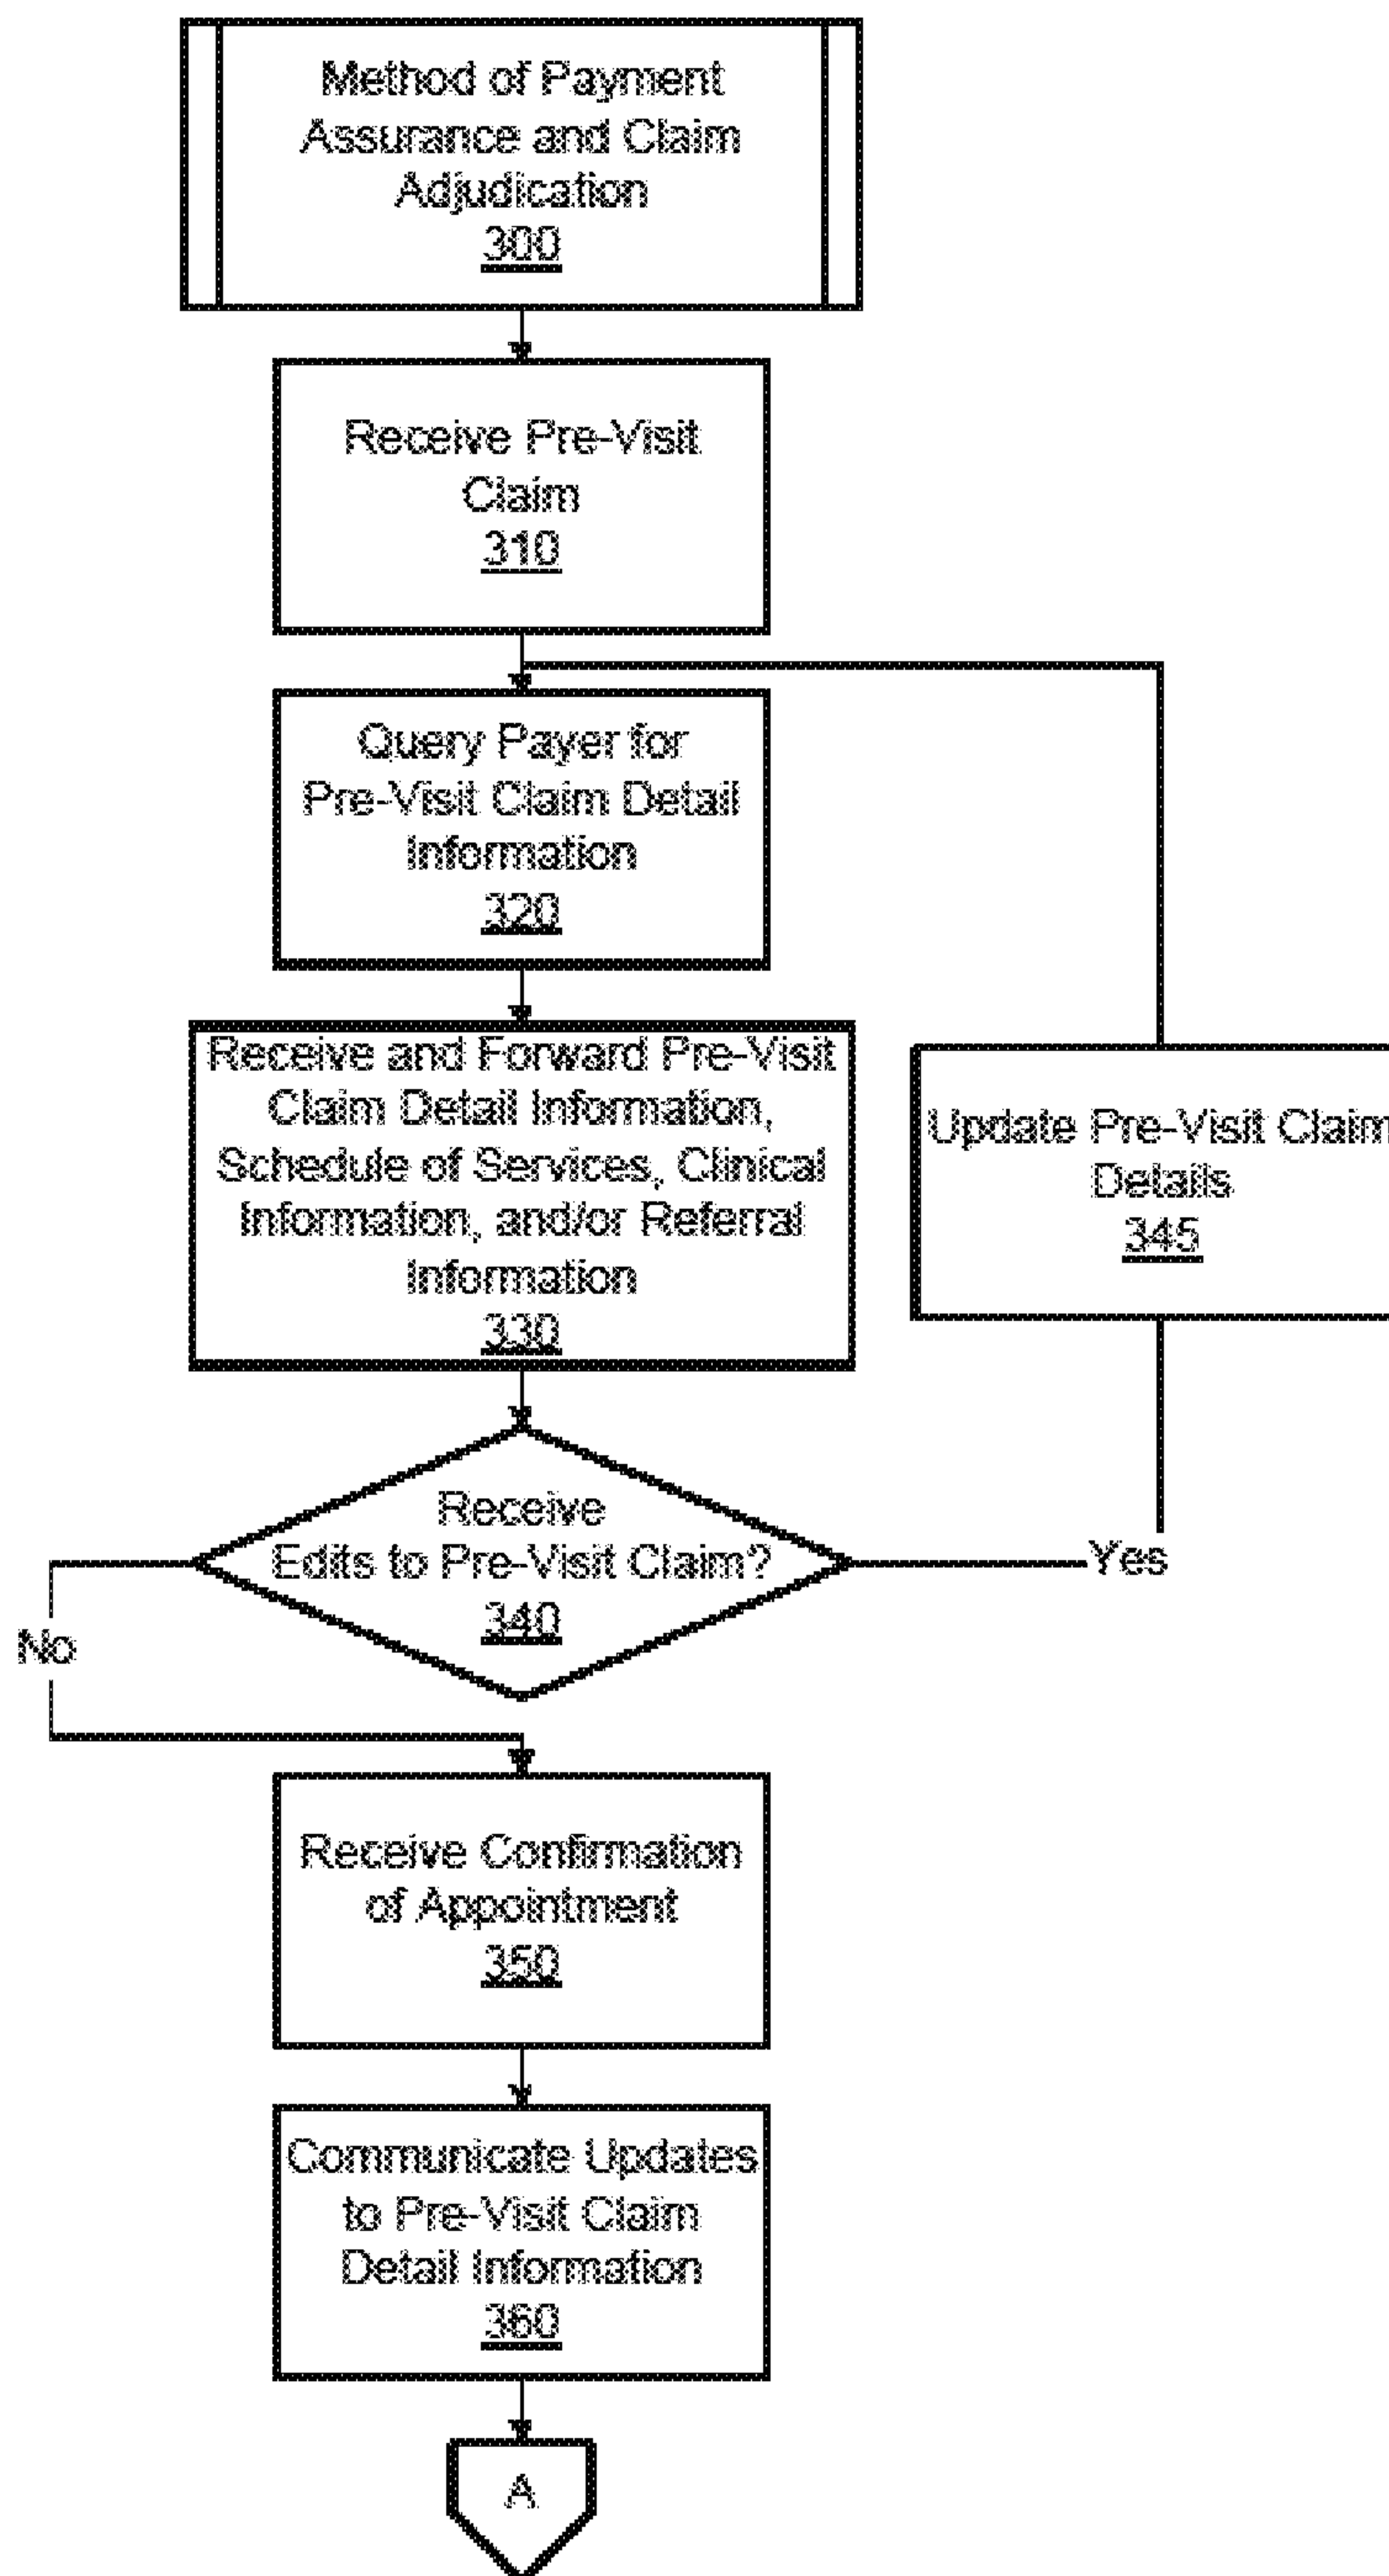 Method of Payment
Assurance and Claim
Adjudication
300
Receive Pre-Visit
Claim
310
Query Payer for
Pre-Visit Claim Detail
Information
320
Receive and Forward Pre-Visit
Claim Detail Information,
Schedule of Services, Clinical
Information, and/or Referral
Information
330
Update Pre-Visit Claim
Details
345
Receive
Edits to Pre-Visit Claim?
340
Yes
No
Receive Confirmation
of Appointment
350
Communicate Updates
to Pre-Visit Claim
Detail Information
360
A